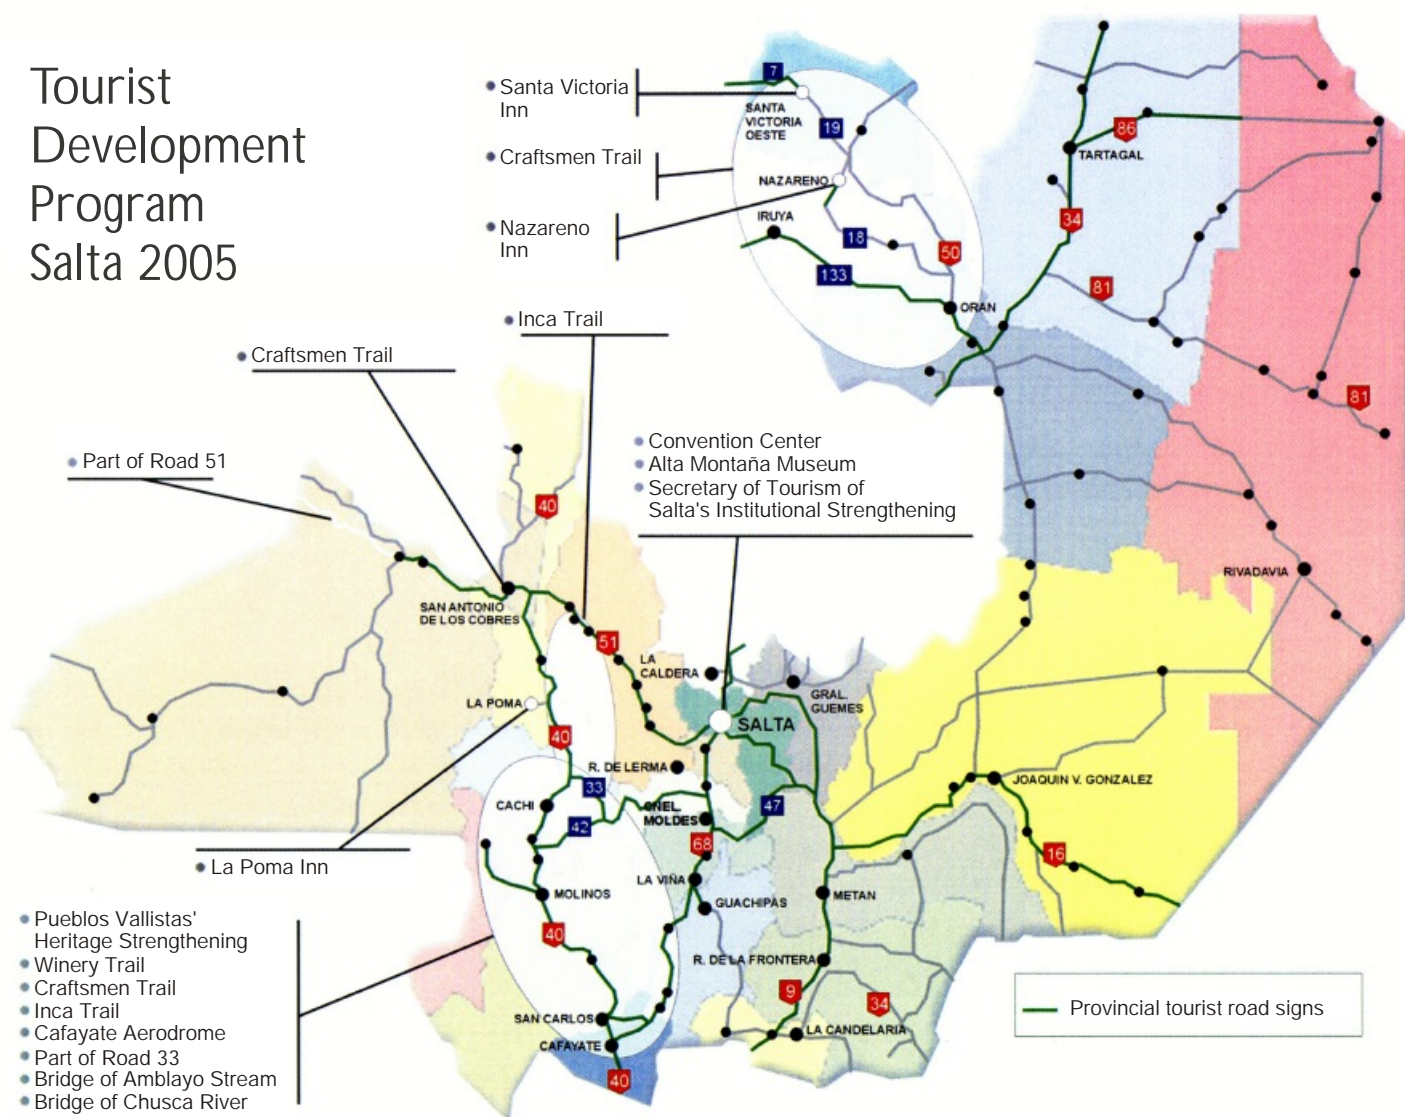 Tourist
Development
Program
Salta 2005
Santa Victoria
Inn
Craftsmen Trail
Nazareno
Inn
7
SANTA
VICTORIA
OESTE
19
NAZARENO
IRUYA
18
50
133
ORAN
86
TARTAGAL
34
81
81
Inca Trail
Craftsmen Trail
Part of Road 51
Convention Center
Alta Montaña Museum
Secretary of Tourism of
Salta's Institutional Strengthening
40
RIVADAVIA
SAN ANTONIO
DE LOS COBRES
51
LA
CALDERA
GRAL.
GUEMES
LA POMA
SALTA
40
R. DE LERMA
JOAQUIN V. GONZALEZ
33
CACHI
CNEL.
MOLDES
47
42
68
16
La Poma Inn
LA VIÑA
MOLINOS
METAN
GUACHIPAS
40
R. DE LA FRONTERA
9
34
SAN CARLOS
LA CANDELARIA
CAFAYATE
40
Pueblos Vallistas'
Heritage Strengthening
Winery Trail
Craftsmen Trail
Inca Trail
Cafayate Aerodrome
Part of Road 33
Bridge of Amblayo Stream
Bridge of Chusca River
Provincial tourist road signs